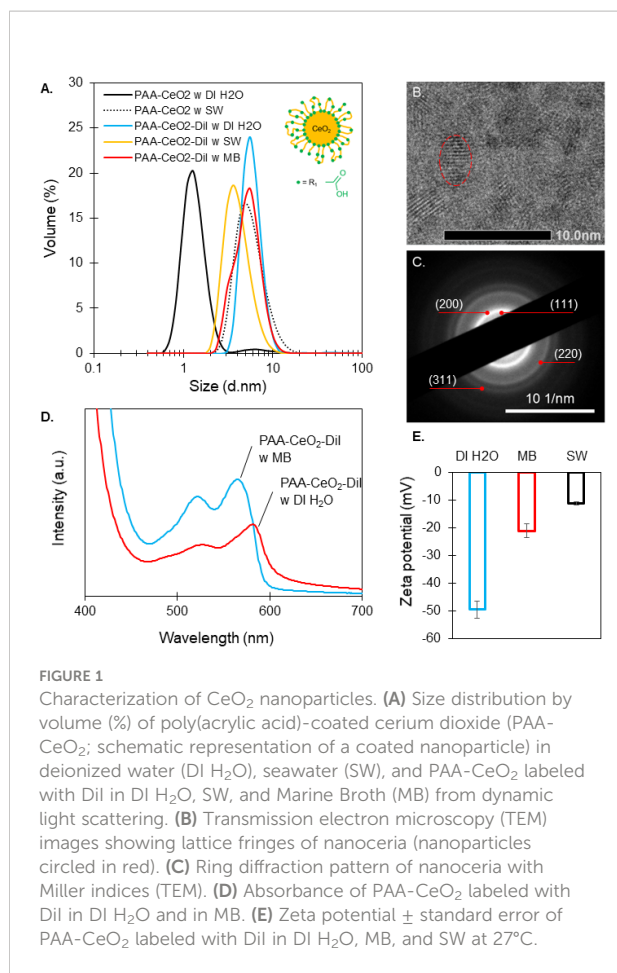 A.
30
25
20
15
10
5
0
Volume (%)
PAA-CeO2 w DI H2O
PAA-CeO2 w SW
PAA-CeO2-DiI w DI H2O
PAA-CeO2-DiI w SW
PAA-CeO2-DiI w MB
CeO₂
= R₁
O
OH
0.1 1 10 100
Size (d.nm)
B.
10.0nm
C.
(200) (111)
(220)
(311)
10 1/nm
D.
Intensity (a.u.)
PAA-CeO₂-DiI
w MB
PAA-CeO₂-DiI
w DI H₂O
400 500 600 700
Wavelength (nm)
E.
DI H2O MB SW
Zeta potential (mV)
0
-10
-20
-30
-40
-50
-60
FIGURE 1
Characterization of CeO₂ nanoparticles. (A) Size distribution by
volume (%) of poly(acrylic acid)-coated cerium dioxide (PAA-
CeO₂; schematic representation of a coated nanoparticle) in
deionized water (DI H₂O), seawater (SW), and PAA-CeO₂ labeled
with DiI in DI H₂O, SW, and Marine Broth (MB) from dynamic
light scattering. (B) Transmission electron microscopy (TEM)
images showing lattice fringes of nanoceria (nanoparticles
circled in red). (C) Ring diffraction pattern of nanoceria with
Miller indices (TEM). (D) Absorbance of PAA-CeO₂ labeled with
DiI in DI H₂O and in MB. (E) Zeta potential ± standard error of
PAA-CeO₂ labeled with DiI in DI H₂O, MB, and SW at 27°C.